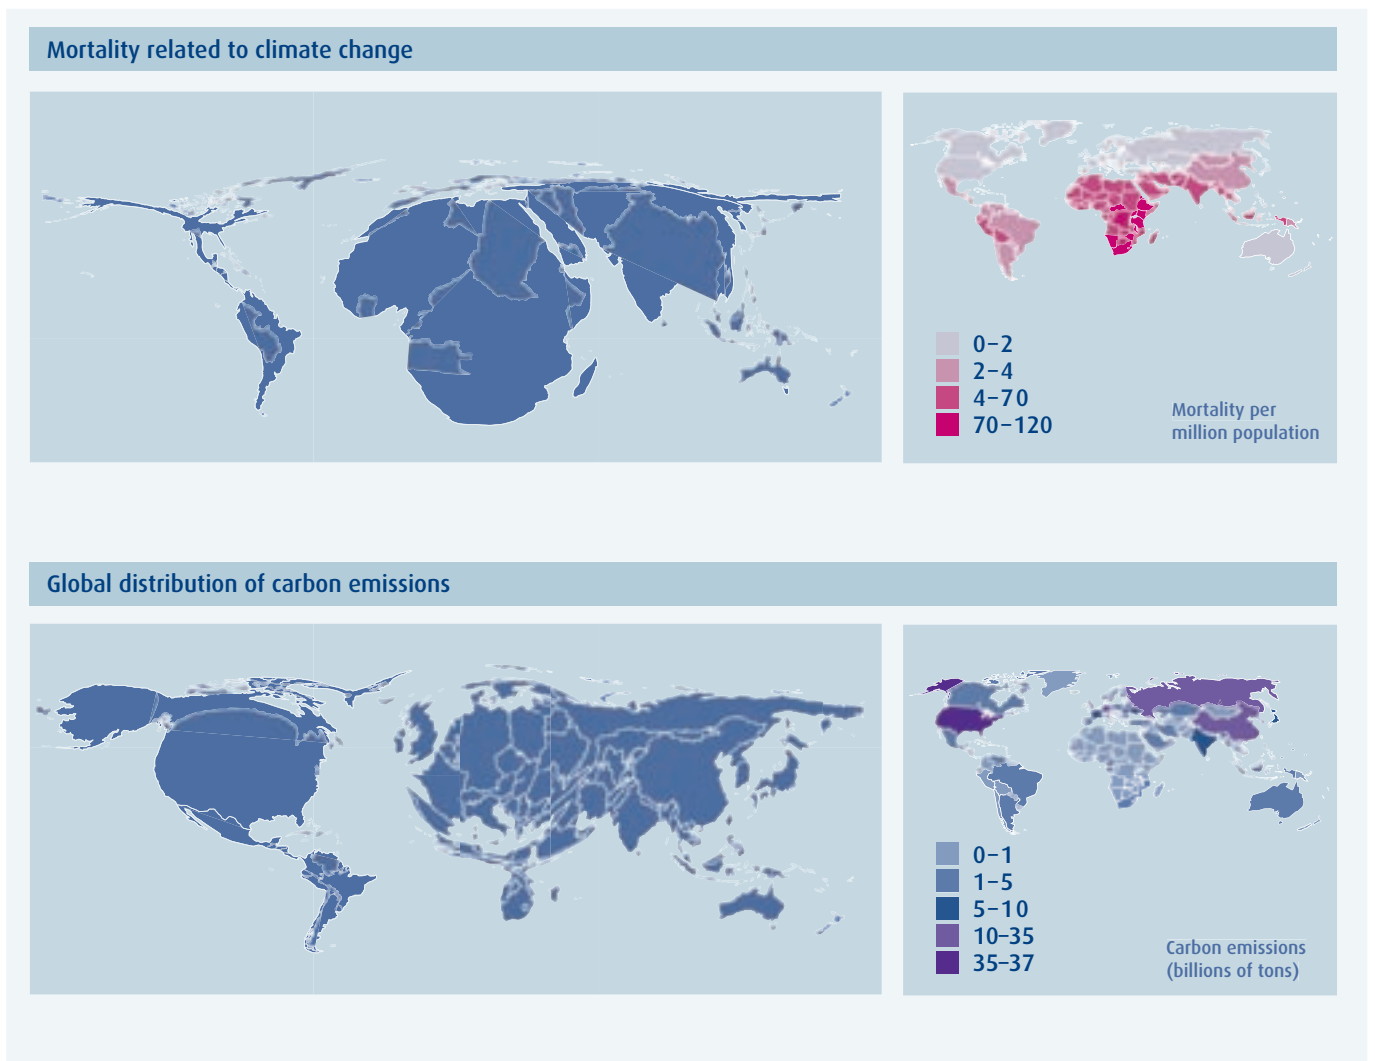 Mortality related to climate change
0–2
2–4
4–70
70–120
Mortality per
million population
Global distribution of carbon emissions
0–1
1–5
5–10
10–35
35–37
Carbon emissions
(billions of tons)